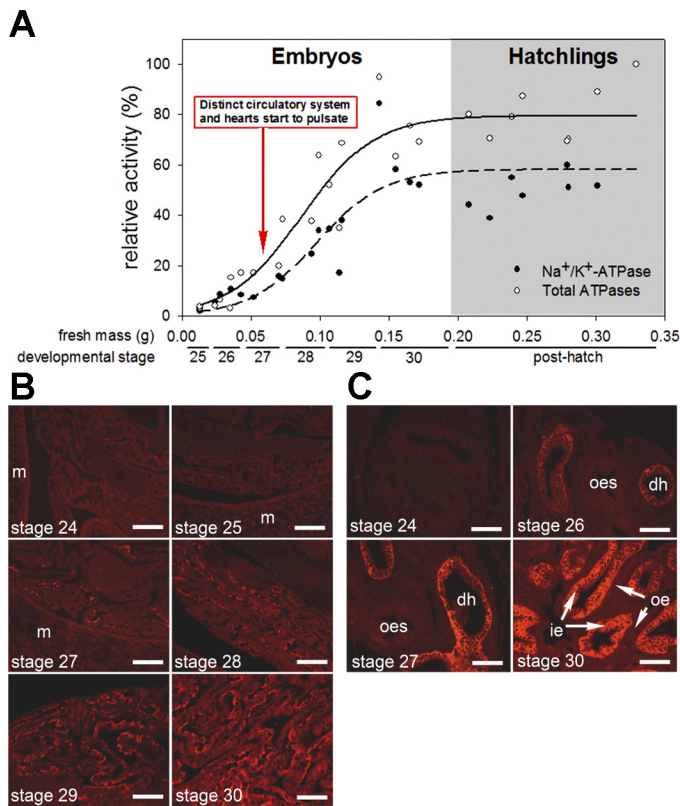 A
Embryos
Hatchlings
100
80
60
40
20
0
relative activity (%)
Distinct circulatory system
and hearts start to pulsate
Na+/K+-ATPase
Total ATPases
fresh mass (g)
0.00 0.05 0.10 0.15 0.20 0.25 0.30 0.35
developmental stage
25 26 27 28 29 30 post-hatch
B
m
stage 24
m
stage 25
m
stage 27
stage 28
stage 29
stage 30
C
stage 24
oes
dh
stage 26
oes
dh
stage 27
ie
oe
stage 30